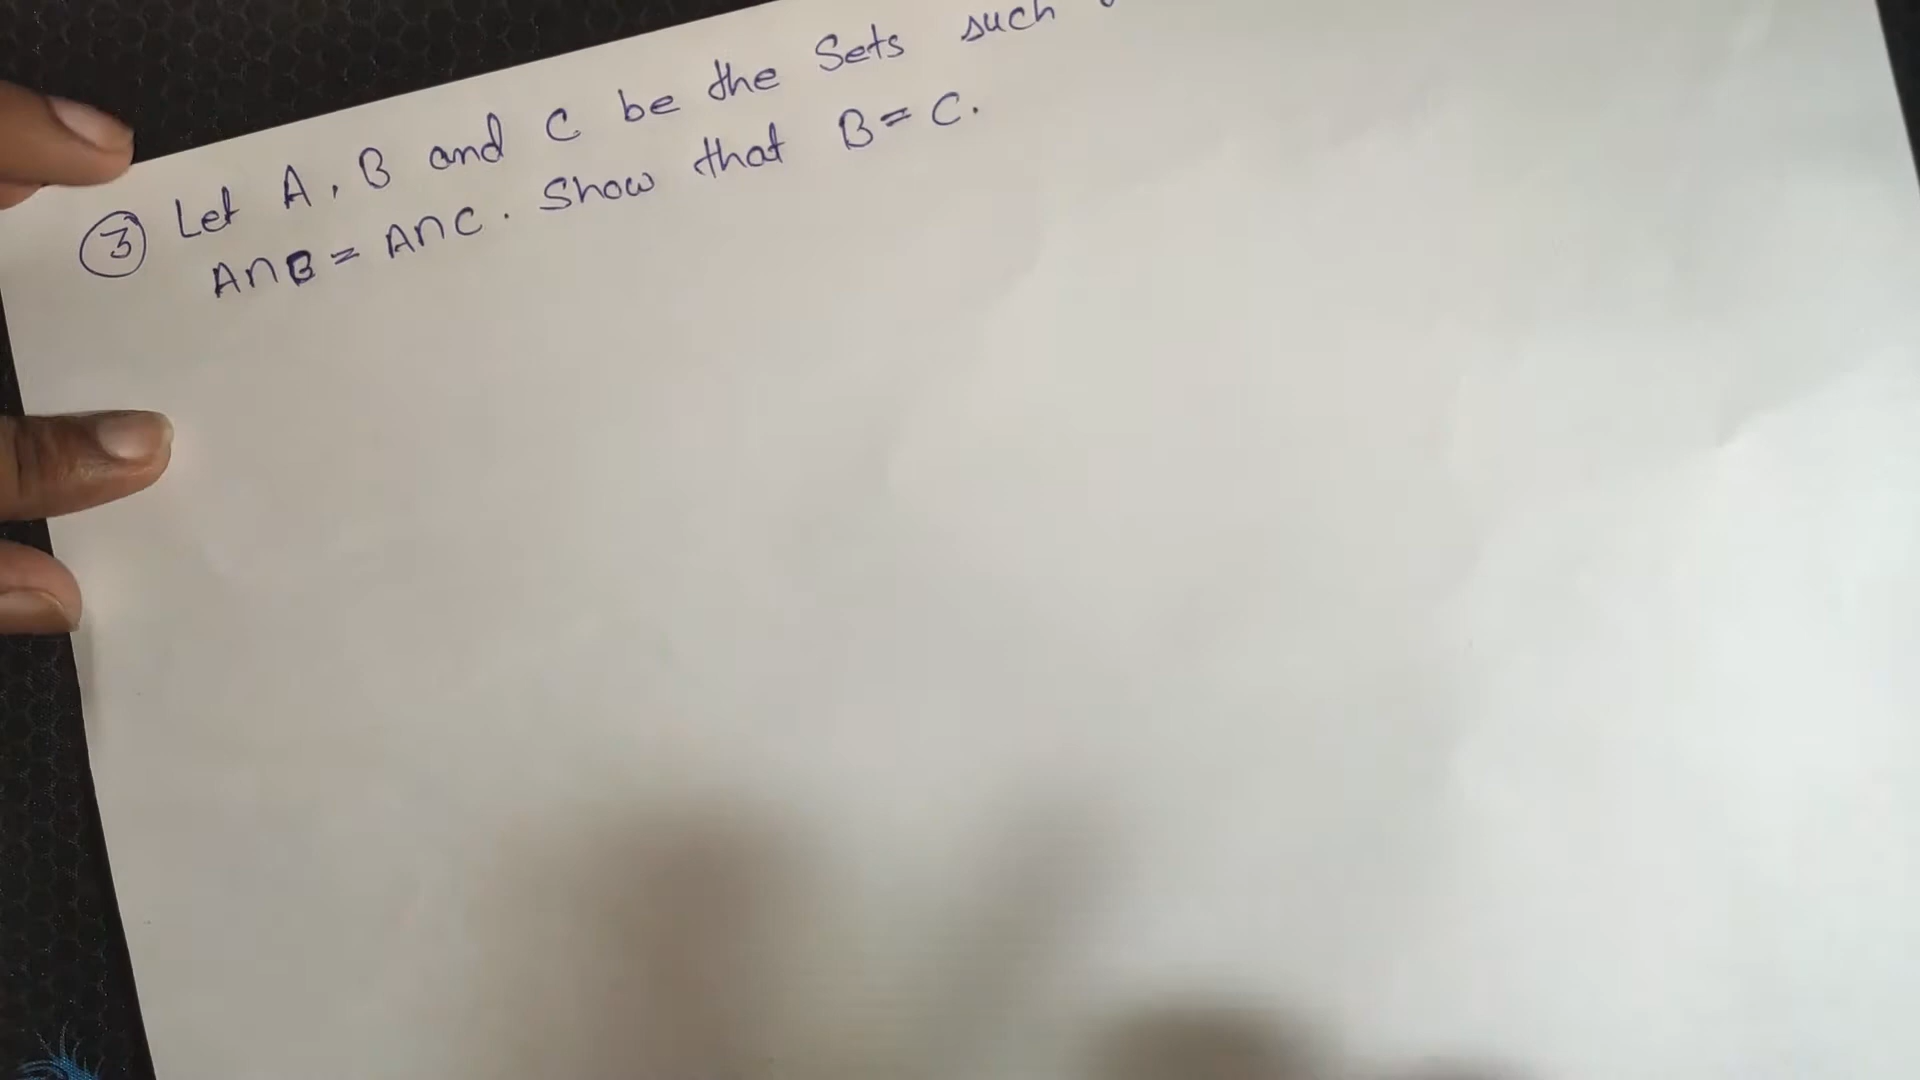 ③ Let A, B and C be the Sets such
A∩B = A∩C. Show that B = C.